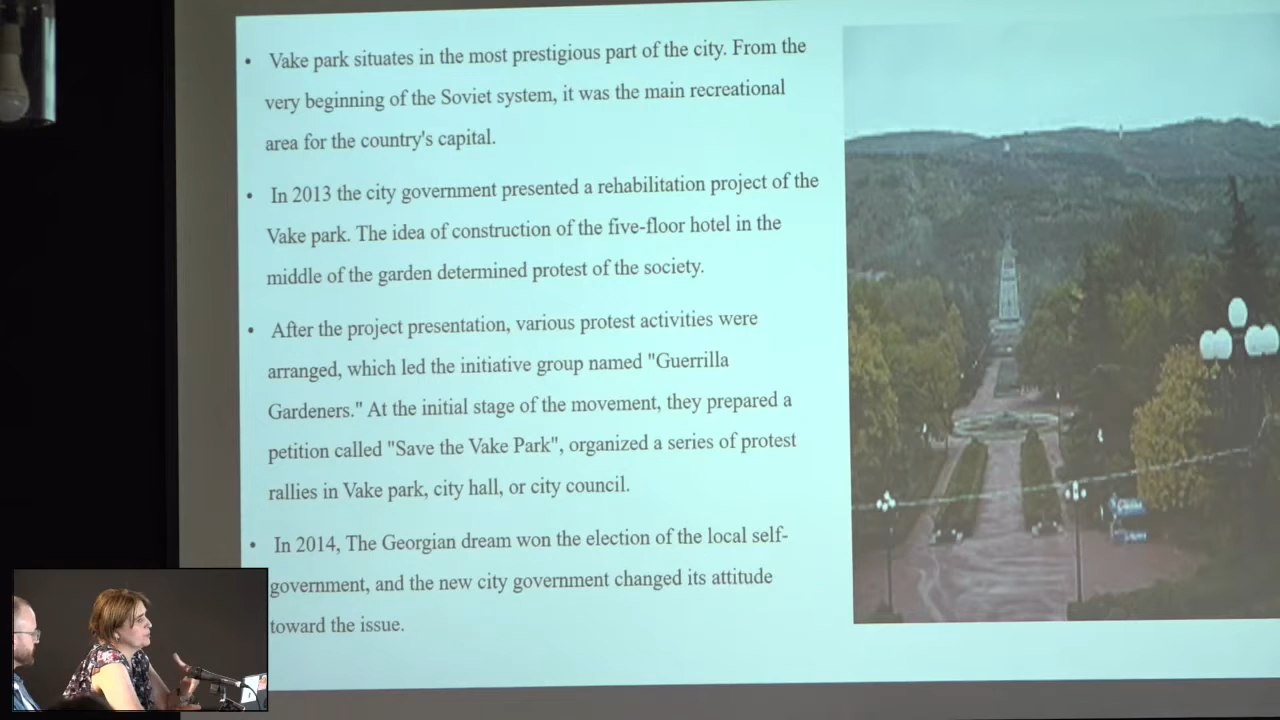 • Vake park situates in the most prestigious part of the city. From the
very beginning of the Soviet system, it was the main recreational
area for the country's capital.
• In 2013 the city government presented a rehabilitation project of the
Vake park. The idea of construction of the five-floor hotel in the
middle of the garden determined protest of the society.
• After the project presentation, various protest activities were
arranged, which led the initiative group named "Guerrilla
Gardeners." At the initial stage of the movement, they prepared a
petition called "Save the Vake Park", organized a series of protest
rallies in Vake park, city hall, or city council.
• In 2014, The Georgian dream won the election of the local self-
government, and the new city government changed its attitude
toward the issue.